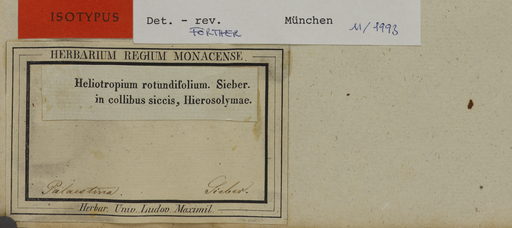 ISOTYPUS
Det. - rev. München 11/1993
FÖRTHER
HERBARIUM REGIUM MONACENSE.
Heliotropium rotundifolium. Sieber.
in collibus siccis, Hierosolymae.
Palaestina. Sieber.
Herbar. Univ. Ludov. Maximil.